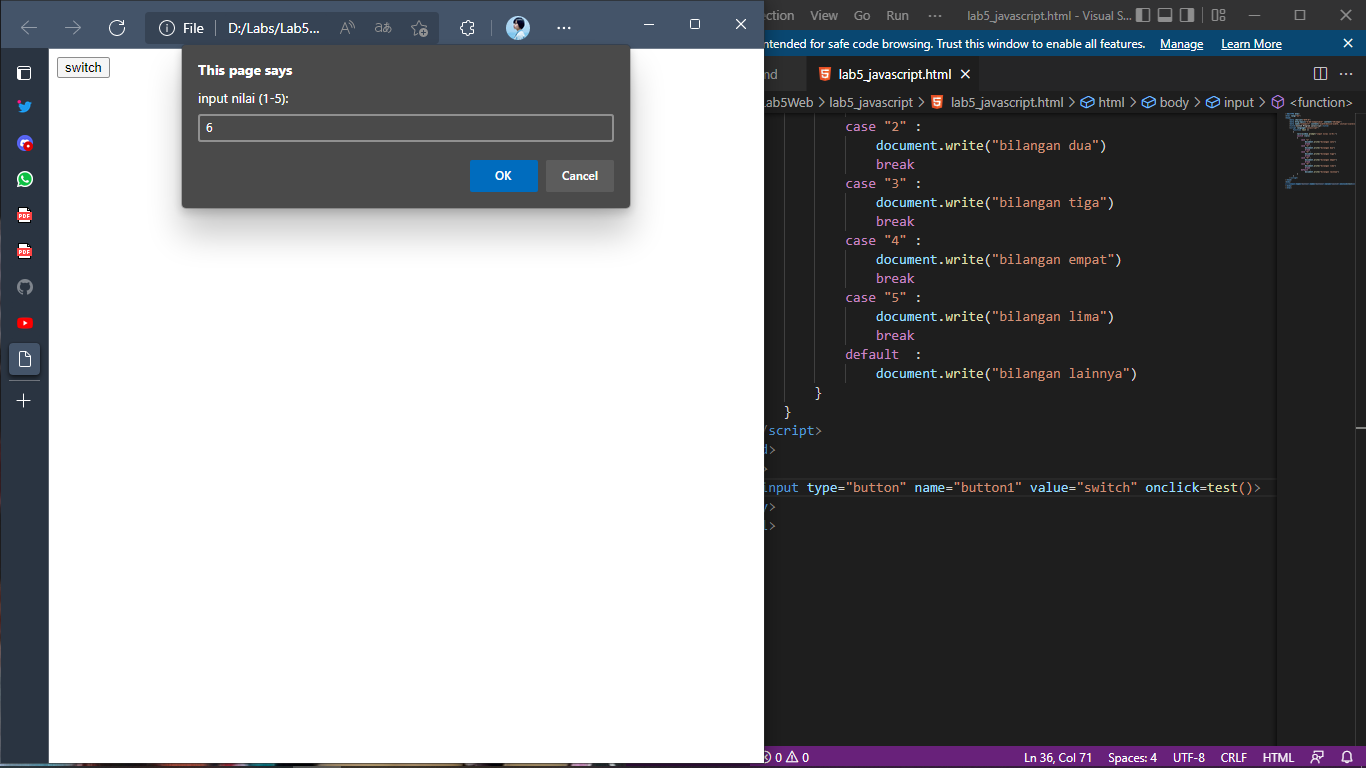 File D:/Labs/Lab5...
This page says
input nilai (1-5):
6
OK Cancel
switch
PDF
PDF
ection View Go Run ... lab5_javascript.html - Visual S...
ntended for safe code browsing. Trust this window to enable all features. Manage Learn More
md lab5_javascript.html
Lab5Web > lab5_javascript > lab5_javascript.html > html > body > input > <function>
case "2" :
document.write("bilangan dua")
break
case "3" :
document.write("bilangan tiga")
break
case "4" :
document.write("bilangan empat")
break
case "5" :
document.write("bilangan lima")
break
default :
document.write("bilangan lainnya")
}
}
/script>
d>
>
input type="button" name="button1" value="switch" onclick=test()>
y>
l>
0 0 Ln 36, Col 71 Spaces: 4 UTF-8 CRLF HTML